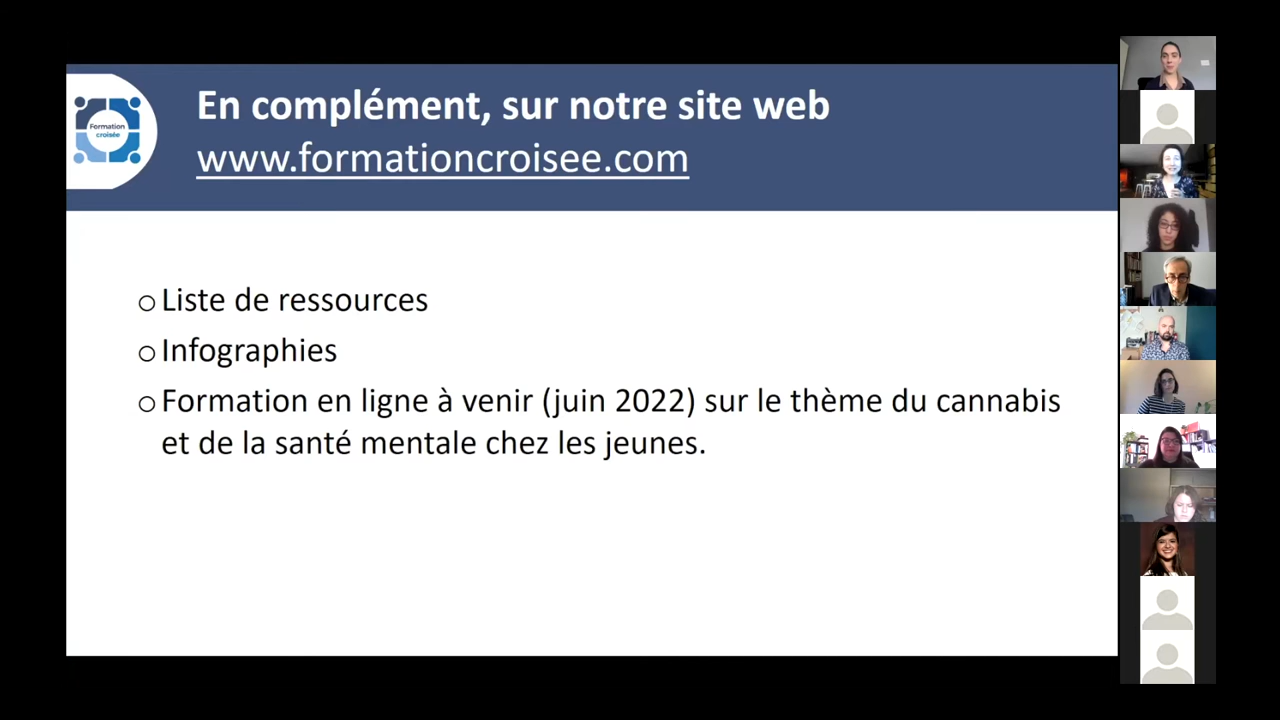 En complément, sur notre site web
www.formationcroisee.com
Formation
croisée
Liste de ressources
Infographies
Formation en ligne à venir (juin 2022) sur le thème du cannabis
et de la santé mentale chez les jeunes.